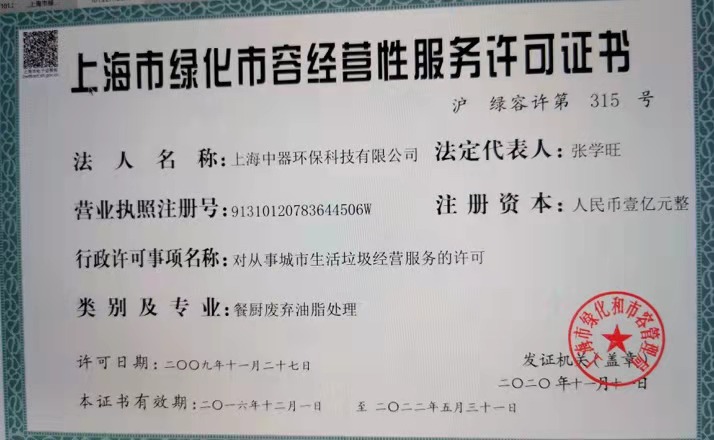 上海市绿化市容经营性服务许可证书
沪 绿容许第 315 号
法人名称：上海中器环保科技有限公司 法定代表人：张学旺
营业执照注册号：91310120783644506W 注册资本：人民币壹亿元整
行政许可事项名称：对从事城市生活垃圾经营服务的许可
类别及专业：餐厨废弃油脂处理
许可日期：二〇〇九年十一月二十七日
发证机关（盖章）
二〇二〇年十一月十一日
本证书有效期：二〇一六年十二月一日 至 二〇二二年五月三十一日
上海市绿化和市容管理局